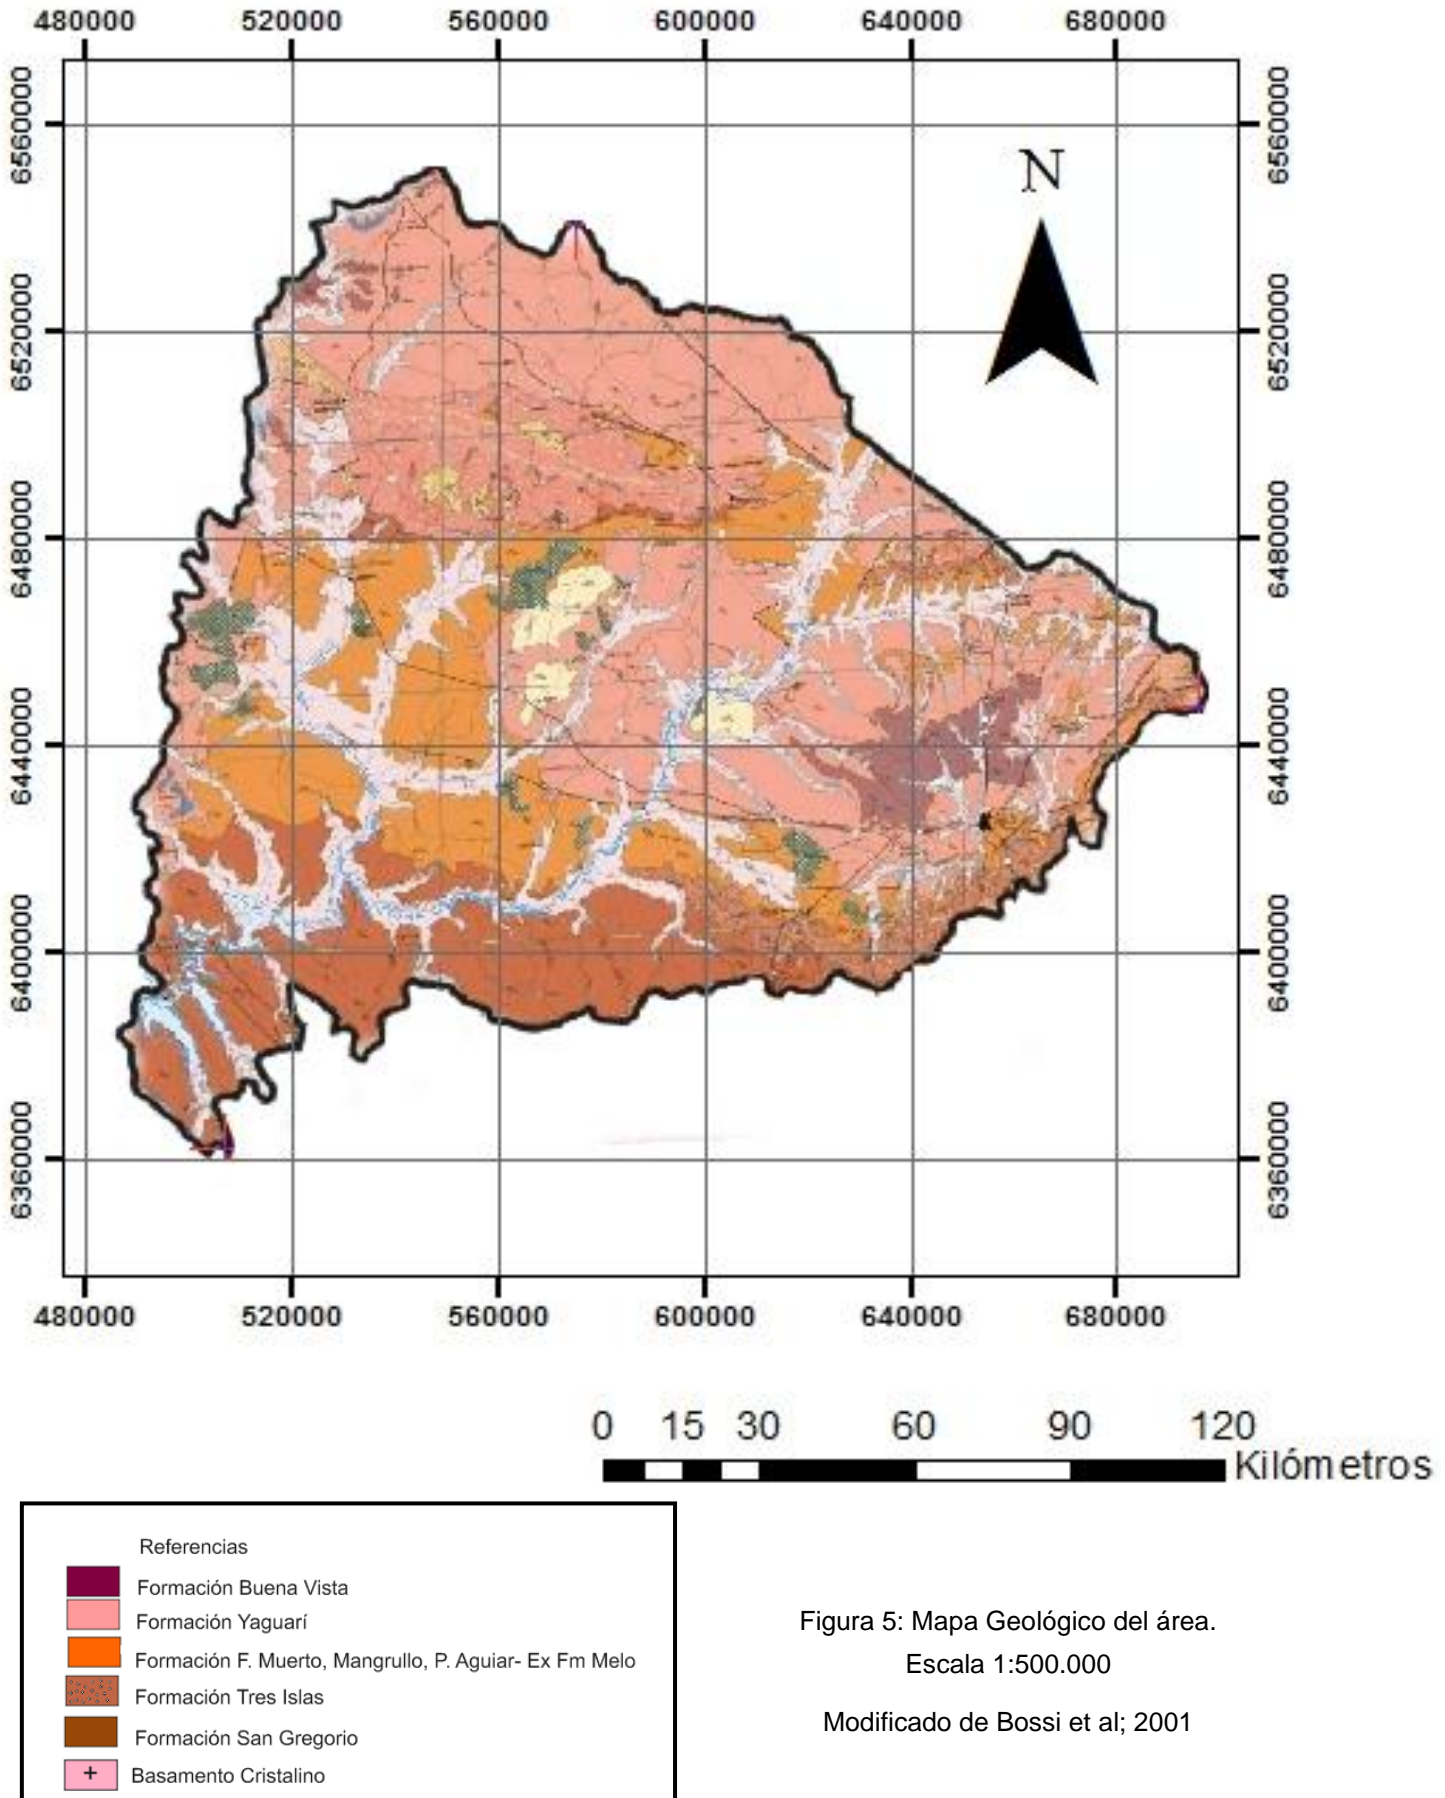 480000 520000 560000 600000 640000 680000
6560000 6560000
N
6520000 6520000
6480000 6480000
6440000 6440000
6400000 6400000
6360000 6360000
480000 520000 560000 600000 640000 680000
0 15 30 60 90 120
Kilómetros
Referencias
Formación Buena Vista
Formación Yaguarí
Formación F. Muerto, Mangrullo, P. Aguiar- Ex Fm Melo
Formación Tres Islas
Formación San Gregorio
+ Basamento Cristalino
Figura 5: Mapa Geológico del área.
Escala 1:500.000
Modificado de Bossi et al; 2001